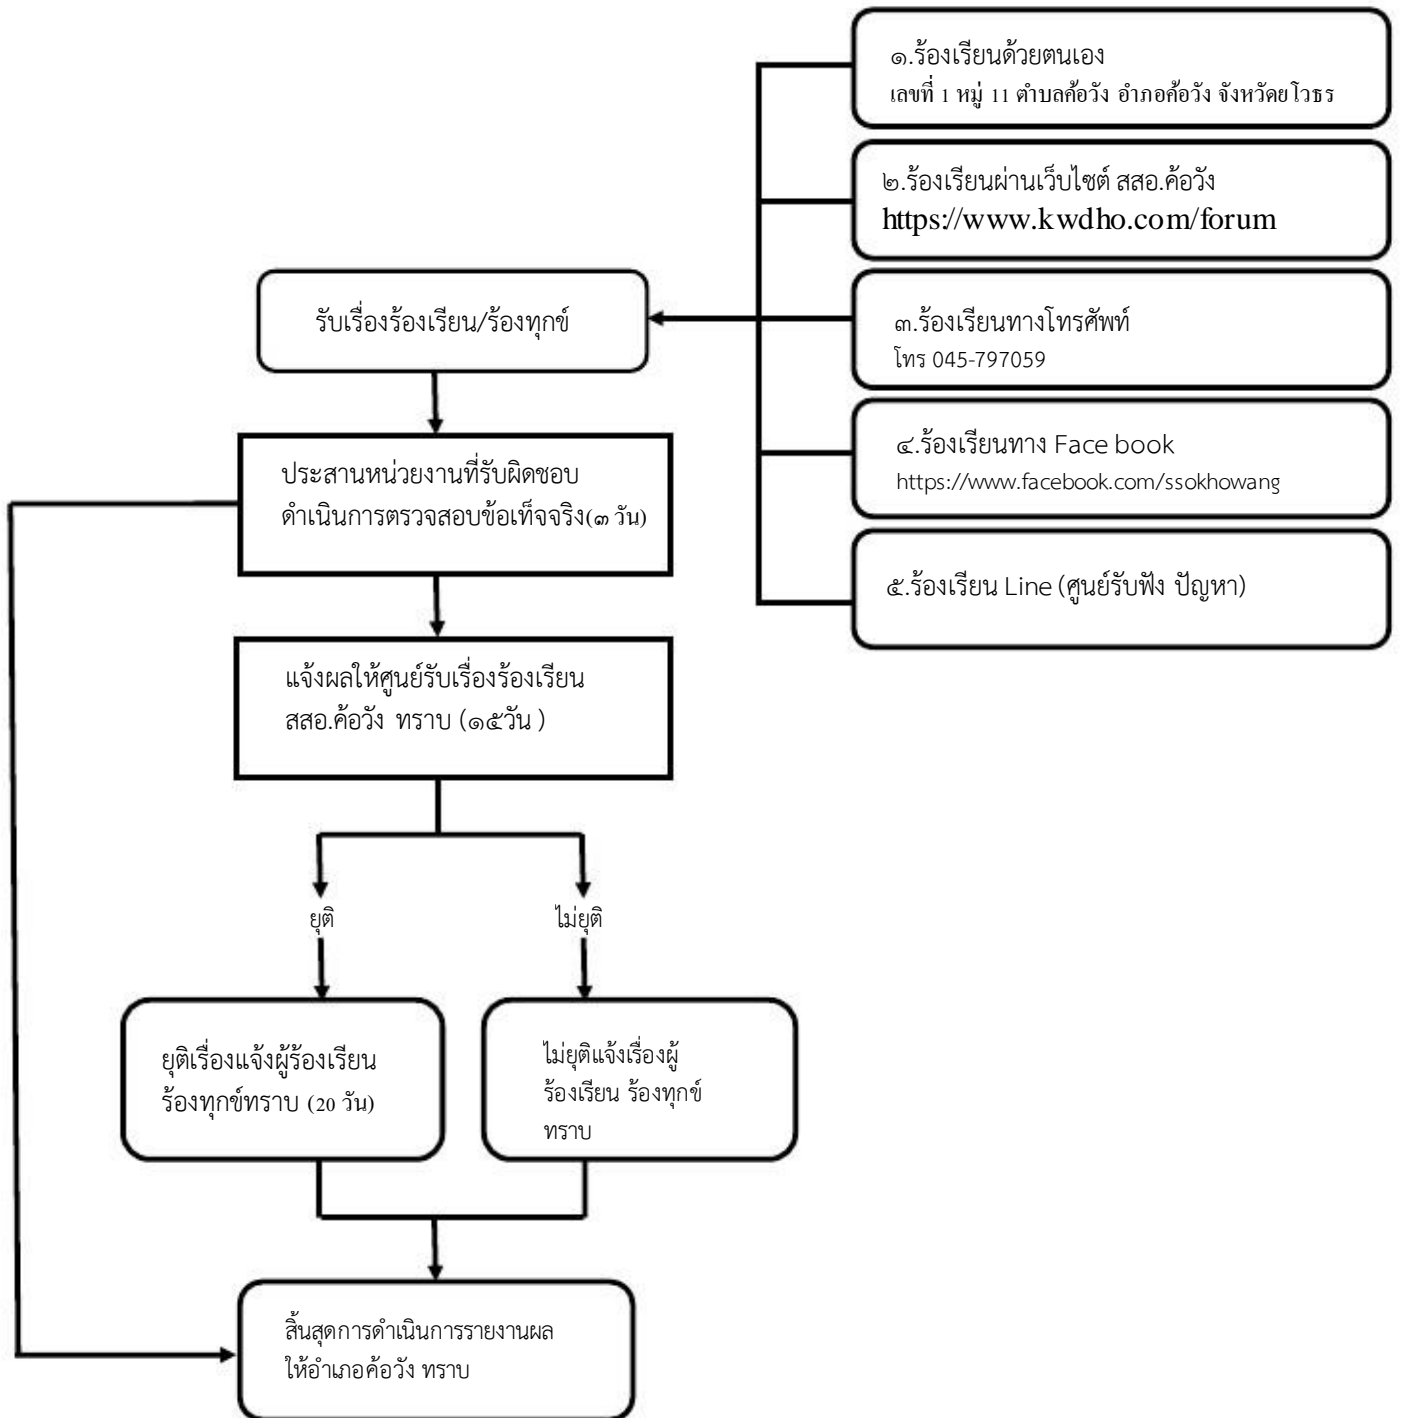 ๑.ร้องเรียนด้วยตนเอง
เลขที่ 1 หมู่ 11 ตำบลค้อวัง อำภอค้อวัง จังหวัดยโวธร
๒.ร้องเรียนผ่านเว็บไซต์ สสอ.ค้อวัง
https://www.kwdho.com/forum
รับเรื่องร้องเรียน/ร้องทุกข์
๓.ร้องเรียนทางโทรศัพท์
โทร 045-797059
๔.ร้องเรียนทาง Face book
https://www.facebook.com/ssokhowang
ประสานหน่วยงานที่รับผิดชอบ
ดำเนินการตรวจสอบข้อเท็จจริง(๓ วัน)
๕.ร้องเรียน Line (ศูนย์รับฟัง ปัญหา)
แจ้งผลให้ศูนย์รับเรื่องร้องเรียน
สสอ.ค้อวัง ทราบ (๑๕วัน )
ยุติ
ไม่ยุติ
ยุติเรื่องแจ้งผู้ร้องเรียน
ร้องทุกข์ทราบ (20 วัน)
ไม่ยุติแจ้งเรื่องผู้
ร้องเรียน ร้องทุกข์
ทราบ
สิ้นสุดการดำเนินการรายงานผล
ให้อำเภอค้อวัง ทราบ